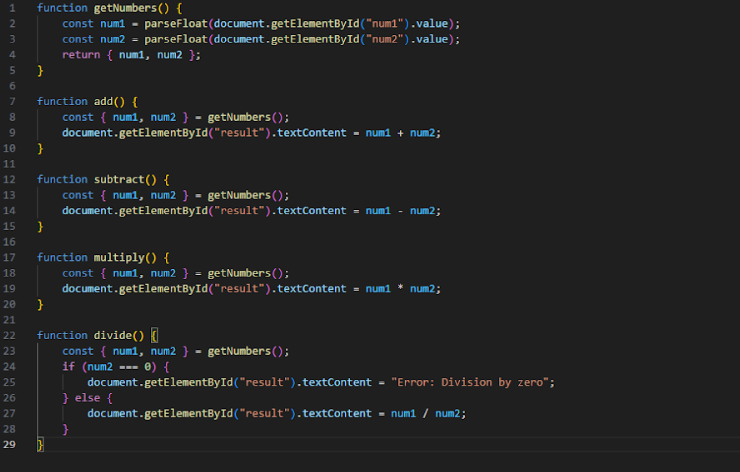 1 function getNumbers() {
2     const num1 = parseFloat(document.getElementById("num1").value);
3     const num2 = parseFloat(document.getElementById("num2").value);
4     return { num1, num2 };
5 }
6
7 function add() {
8     const { num1, num2 } = getNumbers();
9     document.getElementById("result").textContent = num1 + num2;
10 }
11
12 function subtract() {
13     const { num1, num2 } = getNumbers();
14     document.getElementById("result").textContent = num1 - num2;
15 }
16
17 function multiply() {
18     const { num1, num2 } = getNumbers();
19     document.getElementById("result").textContent = num1 * num2;
20 }
21
22 function divide() {
23     const { num1, num2 } = getNumbers();
24     if (num2 === 0) {
25         document.getElementById("result").textContent = "Error: Division by zero";
26     } else {
27         document.getElementById("result").textContent = num1 / num2;
28     }
29 }